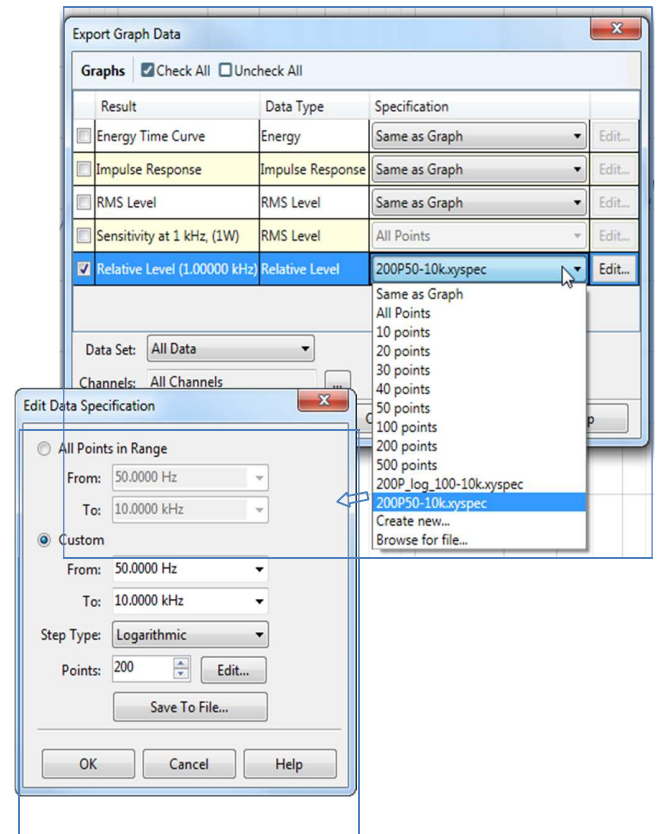 Export Graph Data
Graphs Check All Uncheck All
Result Data Type Specification
Energy Time Curve Energy Same as Graph Edit...
Impulse Response Impulse Response Same as Graph Edit...
RMS Level RMS Level Same as Graph Edit...
Sensitivity at 1 kHz, (1W) RMS Level All Points Edit...
Relative Level (1.00000 kHz) Relative Level 200P50-10k.xyspec Edit...
Same as Graph
All Points
10 points
20 points
30 points
40 points
50 points
100 points
200 points
500 points
200P_log_100-10k.xyspec
200P50-10k.xyspec
Create new...
Browse for file...
Data Set: All Data
Channels: All Channels ...
Edit Data Specification
All Points in Range
From: 50.0000 Hz
To: 10.0000 kHz
Custom
From: 50.0000 Hz
To: 10.0000 kHz
Step Type: Logarithmic
Points: 200 Edit...
Save To File...
OK Cancel Help